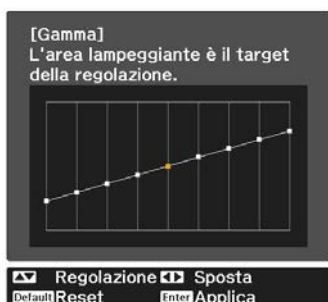 [Gamma]
L'area lampeggiante è il target
della regolazione.
Regolazione Sposta
Default Reset Enter Applica